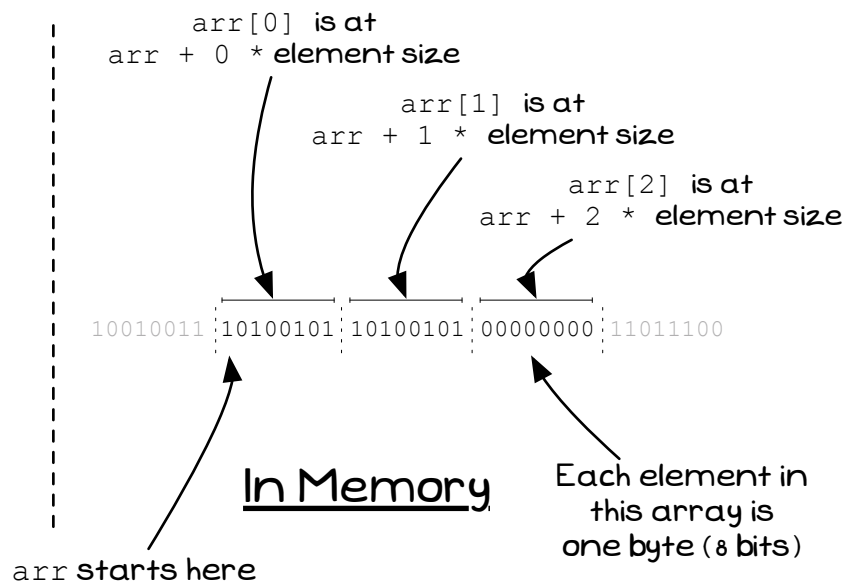 arr[0] is at
arr + 0 * element size
arr[1] is at
arr + 1 * element size
arr[2] is at
arr + 2 * element size
10010011 10100101 10100101 00000000 11011100
In Memory
Each element in
this array is
one byte (8 bits)
arr starts here